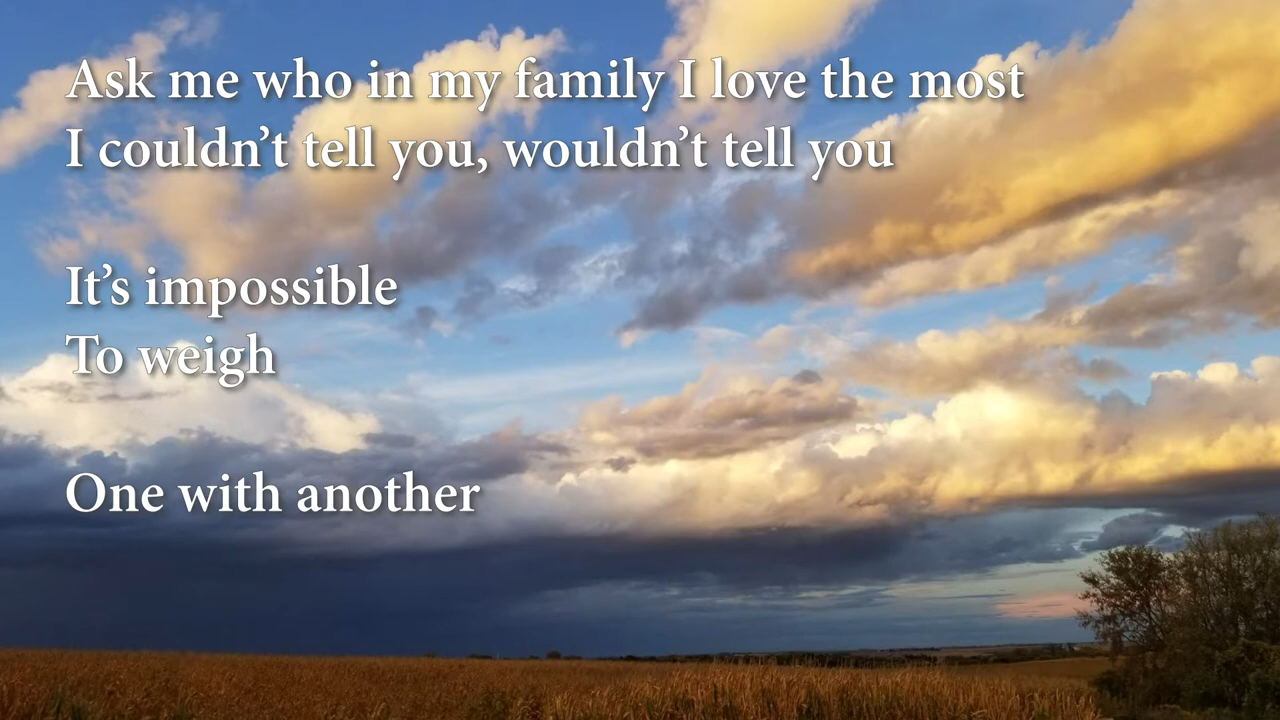 Ask me who in my family I love the most
I couldn’t tell you, wouldn’t tell you
It’s impossible
To weigh
One with another